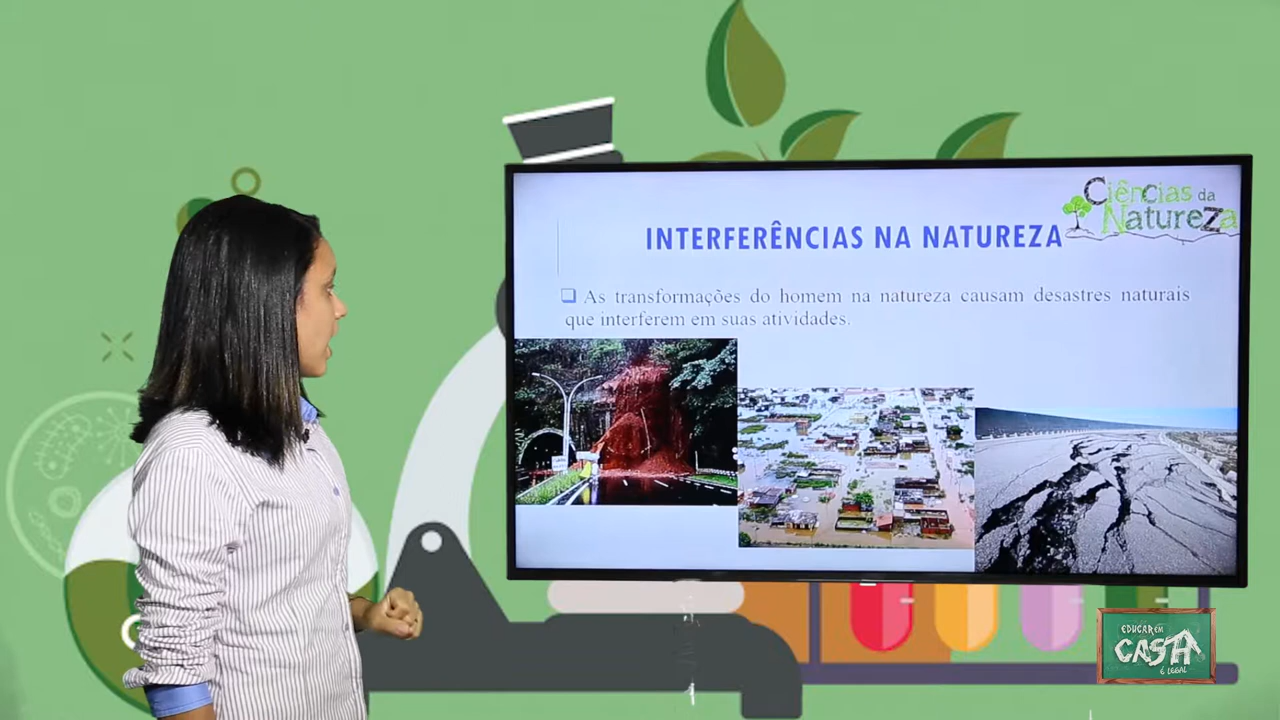 Ciências da
Natureza
INTERFERÊNCIAS NA NATUREZA
As transformações do homem na natureza causam desastres naturais
que interferem em suas atividades.
EDUCAR EM
CASA
É LEGAL